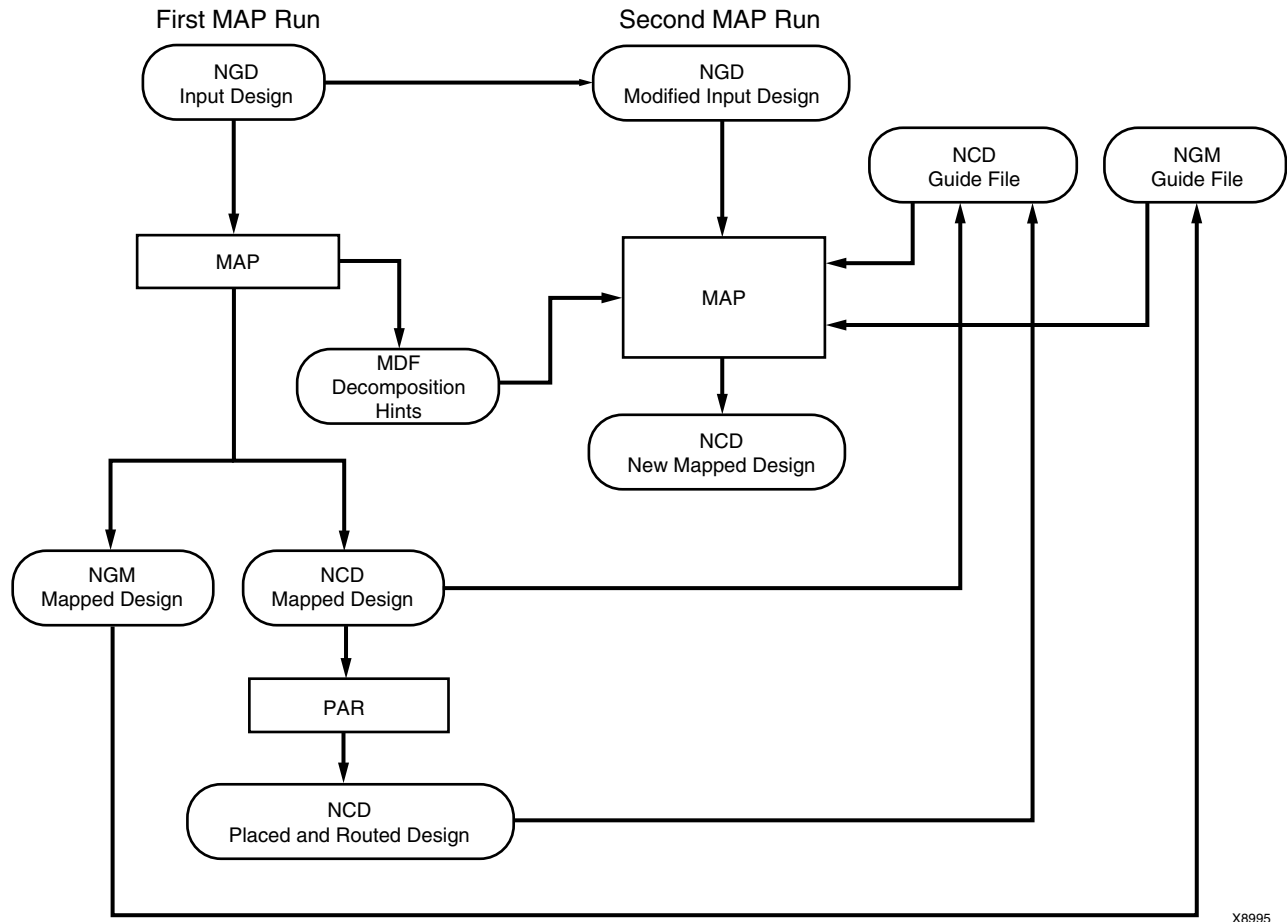 First MAP Run
Second MAP Run
NGD
Input Design
NGD
Modified Input Design
NCD
Guide File
NGM
Guide File
MAP
MAP
MDF
Decomposition
Hints
NCD
New Mapped Design
NGM
Mapped Design
NCD
Mapped Design
PAR
NCD
Placed and Routed Design
X8995